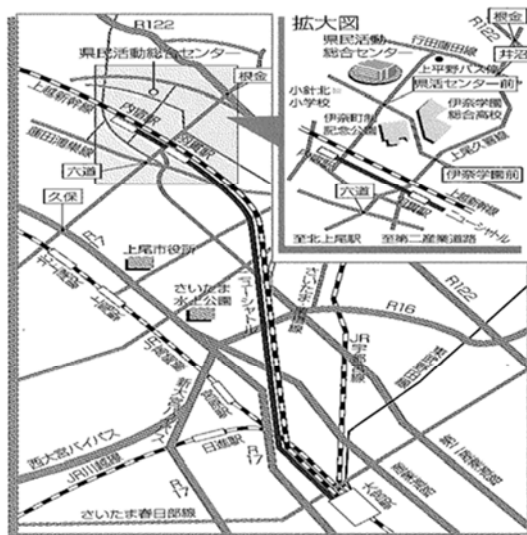 R122
県民活動総合センター
根金
上越新幹線
内宿駅
羽貫駅
蓮田鴻巣線
六道
久保
R17
上尾市役所
さいたま
水上公園
ニューシャトル
R16
R122
JR
宇都宮線
西大宮バイパス
日進駅
JR川越線
R
17
R
17
さいたま春日部線
大宮駅
拡大図
県民活動
総合センター
行田蓮田線
R122
根金
井沼
上平野バス停
県活センター前
小針北
小学校
伊奈町制
記念公園
伊奈学園
総合高校
上尾久喜線
伊奈学園前
内宿駅
六道
羽貫駅
上越新幹線
ニューシャトル
至北上尾駅
至第二産業道路